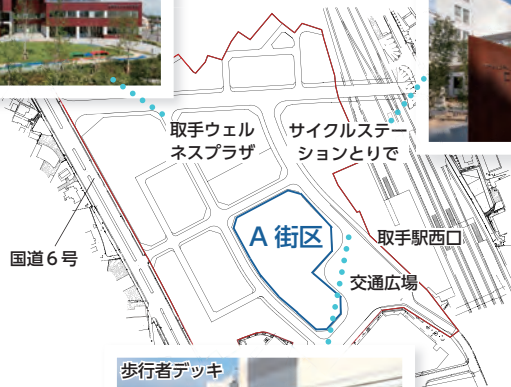 取手ウェル
ネスプラザ
サイクルステー
ションとりで
A 街区
取手駅西口
国道6号
交通広場
歩行者デッキ